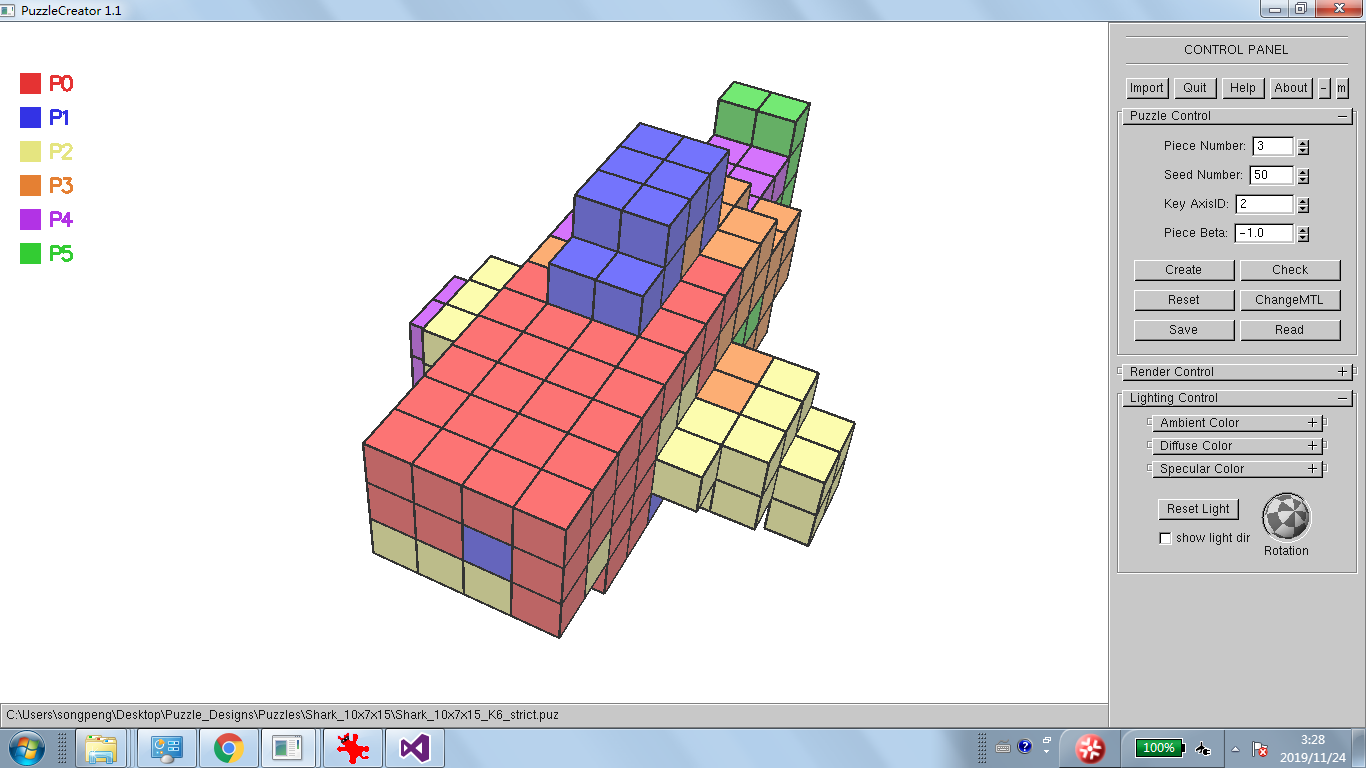 PuzzleCreator 1.1
P0
P1
P2
P3
P4
P5
CONTROL PANEL
Import Quit Help About - m
Puzzle Control
Piece Number: 3
Seed Number: 50
Key AxisID: 2
Piece Beta: -1.0
Create Check
Reset ChangeMTL
Save Read
Render Control
Lighting Control
Ambient Color
Diffuse Color
Specular Color
Reset Light
show light dir
Rotation
C:\Users\songpeng\Desktop\Puzzle_Designs\Puzzles\Shark_10x7x15\Shark_10x7x15_K6_strict.puz
100%
3:28
2019/11/24